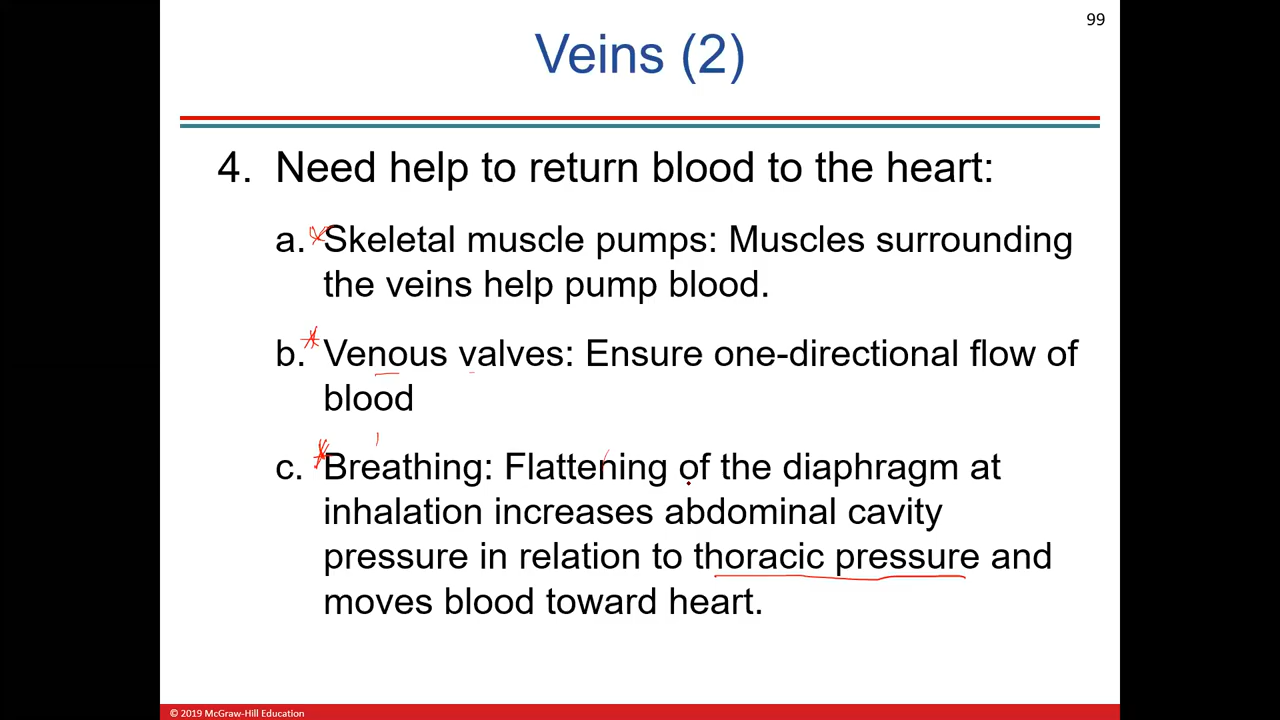 99
Veins (2)
4. Need help to return blood to the heart:
a. Skeletal muscle pumps: Muscles surrounding
the veins help pump blood.
b. Venous valves: Ensure one-directional flow of
blood
c. Breathing: Flattening of the diaphragm at
inhalation increases abdominal cavity
pressure in relation to thoracic pressure and
moves blood toward heart.
© 2019 McGraw-Hill Education